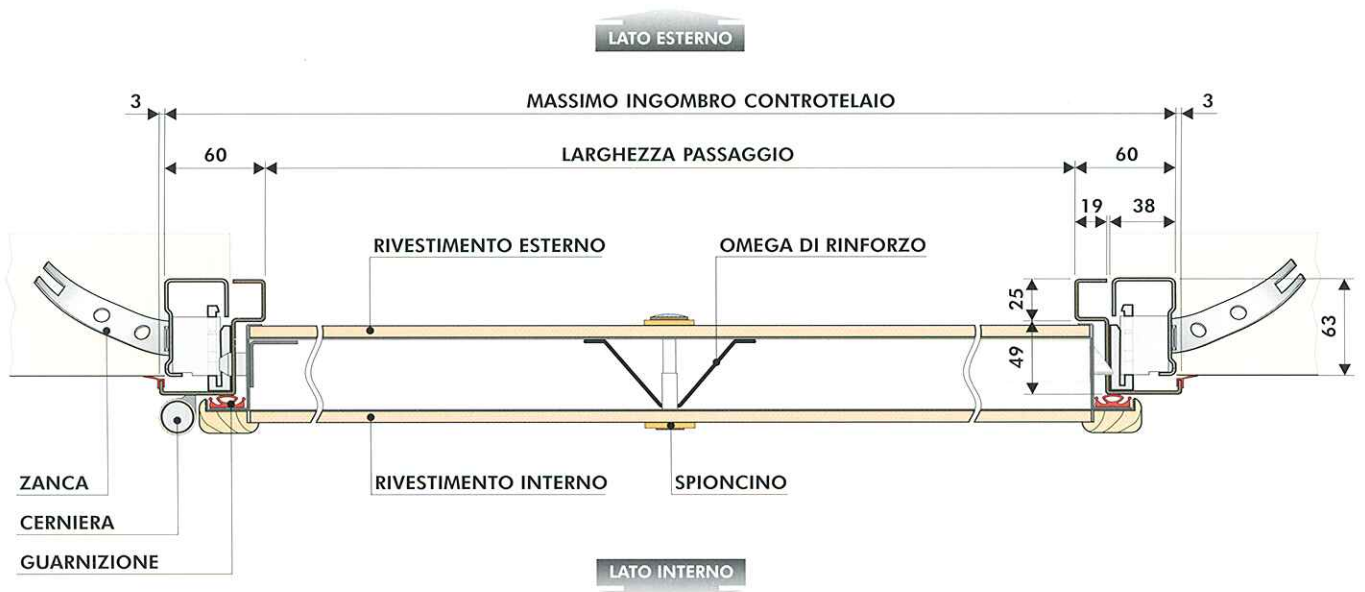 LATO ESTERNO
3
MASSIMO INGOMBRO CONTROTELAIO
3
60
LARGHEZZA PASSAGGIO
60
19
38
RIVESTIMENTO ESTERNO
OMEGA DI RINFORZO
25
63
49
ZANCA
RIVESTIMENTO INTERNO
SPIONCINO
CERNIERA
GUARNIZIONE
LATO INTERNO